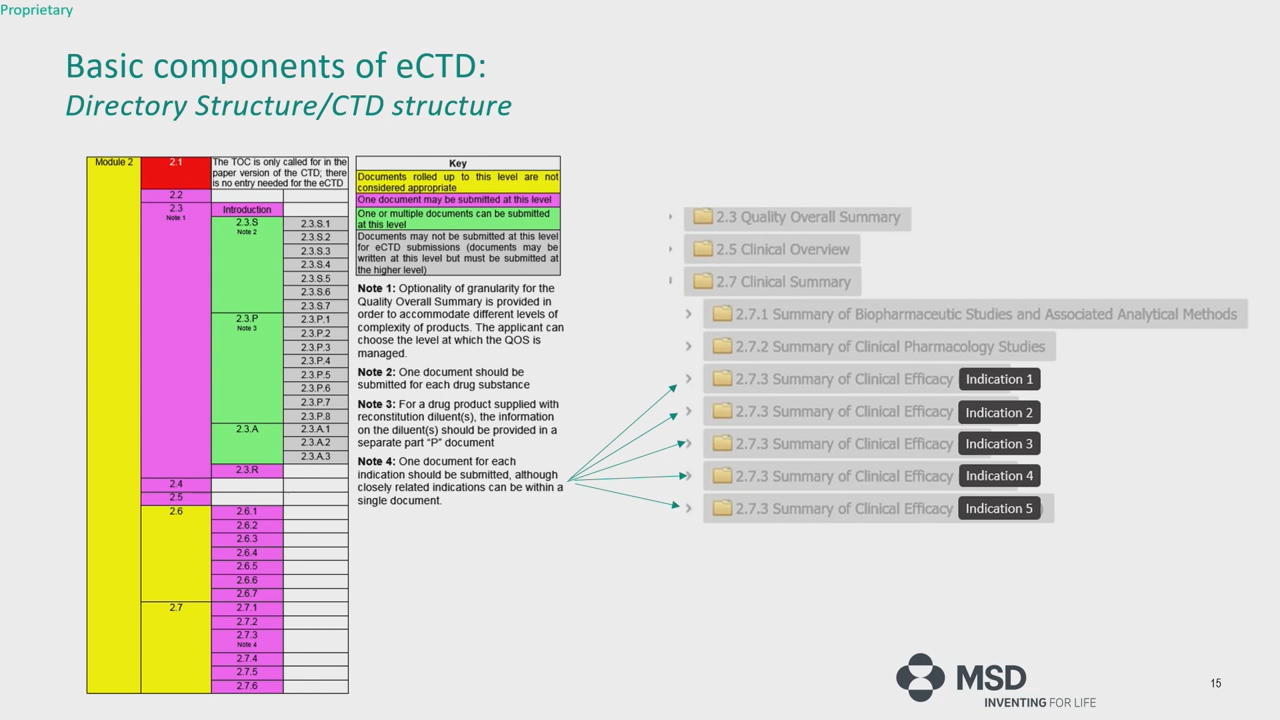 Proprietary
Basic components of eCTD:
Directory Structure/CTD structure
Module 2
2.1
The TOC is only called for in the
paper version of the CTD; there
is no entry needed for the eCTD
2.2
2.3
Note 1
Introduction
2.3.S
Note 2
2.3.S.1
2.3.S.2
2.3.S.3
2.3.S.4
2.3.S.5
2.3.S.6
2.3.S.7
2.3.P
Note 3
2.3.P.1
2.3.P.2
2.3.P.3
2.3.P.4
2.3.P.5
2.3.P.6
2.3.P.7
2.3.P.8
2.3.A
2.3.A.1
2.3.A.2
2.3.A.3
2.3.R
2.4
2.5
2.6
2.6.1
2.6.2
2.6.3
2.6.4
2.6.5
2.6.6
2.6.7
2.7
2.7.1
2.7.2
2.7.3
Note 4
2.7.4
2.7.5
2.7.6
Key
Documents rolled up to this level are not
considered appropriate
One document may be submitted at this level
One or multiple documents can be submitted
at this level
Documents may not be submitted at this level
for eCTD submissions (documents may be
written at this level but must be submitted at
the higher level)
Note 1: Optionality of granularity for the
Quality Overall Summary is provided in
order to accommodate different levels of
complexity of products. The applicant can
choose the level at which the QOS is
managed.
Note 2: One document should be
submitted for each drug substance
Note 3: For a drug product supplied with
reconstitution diluent(s), the information
on the diluent(s) should be provided in a
separate part “P” document
Note 4: One document for each
indication should be submitted, although
closely related indications can be within a
single document.
2.3 Quality Overall Summary
2.5 Clinical Overview
2.7 Clinical Summary
2.7.1 Summary of Biopharmaceutic Studies and Associated Analytical Methods
2.7.2 Summary of Clinical Pharmacology Studies
2.7.3 Summary of Clinical Efficacy Indication 1
2.7.3 Summary of Clinical Efficacy Indication 2
2.7.3 Summary of Clinical Efficacy Indication 3
2.7.3 Summary of Clinical Efficacy Indication 4
2.7.3 Summary of Clinical Efficacy Indication 5
MSD
INVENTING FOR LIFE
15